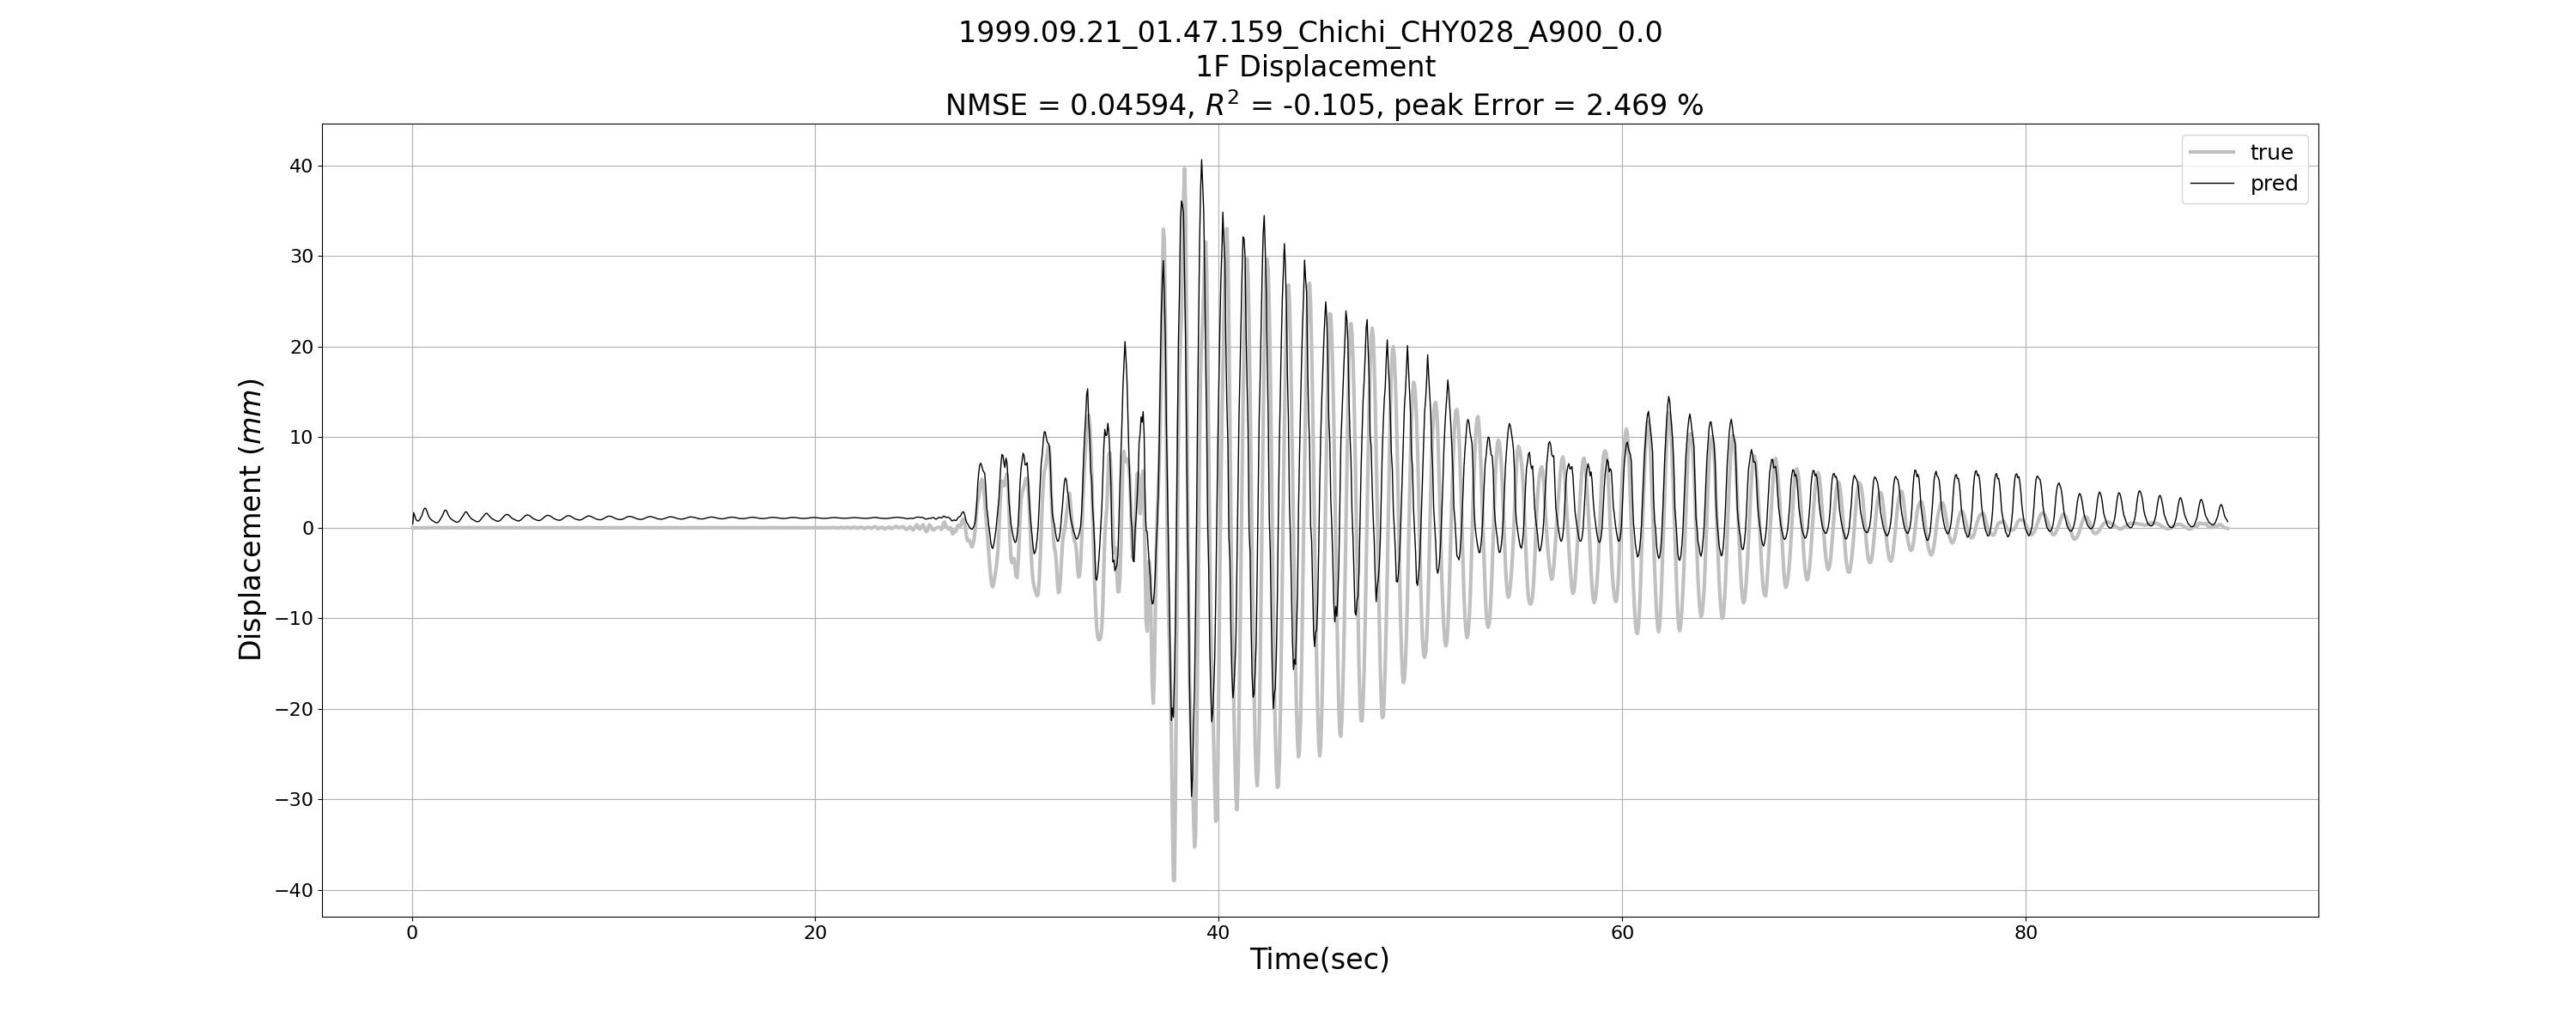 1999.09.21_01.47.159_Chichi_CHY028_A900_0.0
1F Displacement
NMSE = 0.04594, R² = -0.105, peak Error = 2.469 %
true
pred
40
30
20
10
0
−10
−20
−30
−40
Displacement (mm)
0 20 40 60 80
Time(sec)